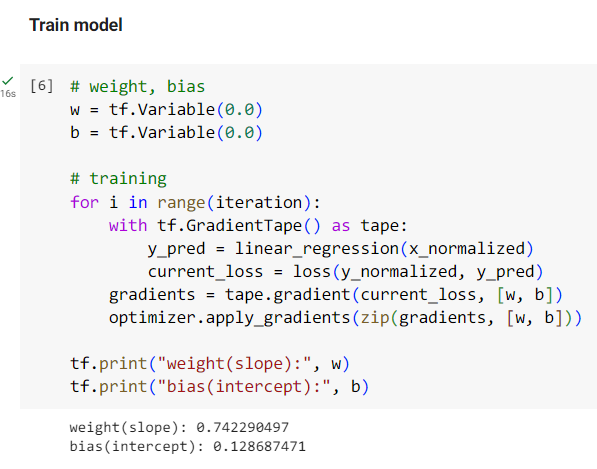 Train model
[6] # weight, bias
16s
w = tf.Variable(0.0)
b = tf.Variable(0.0)
# training
for i in range(iteration):
with tf.GradientTape() as tape:
y_pred = linear_regression(x_normalized)
current_loss = loss(y_normalized, y_pred)
gradients = tape.gradient(current_loss, [w, b])
optimizer.apply_gradients(zip(gradients, [w, b]))
tf.print("weight(slope):", w)
tf.print("bias(intercept):", b)
weight(slope): 0.742290497
bias(intercept): 0.128687471